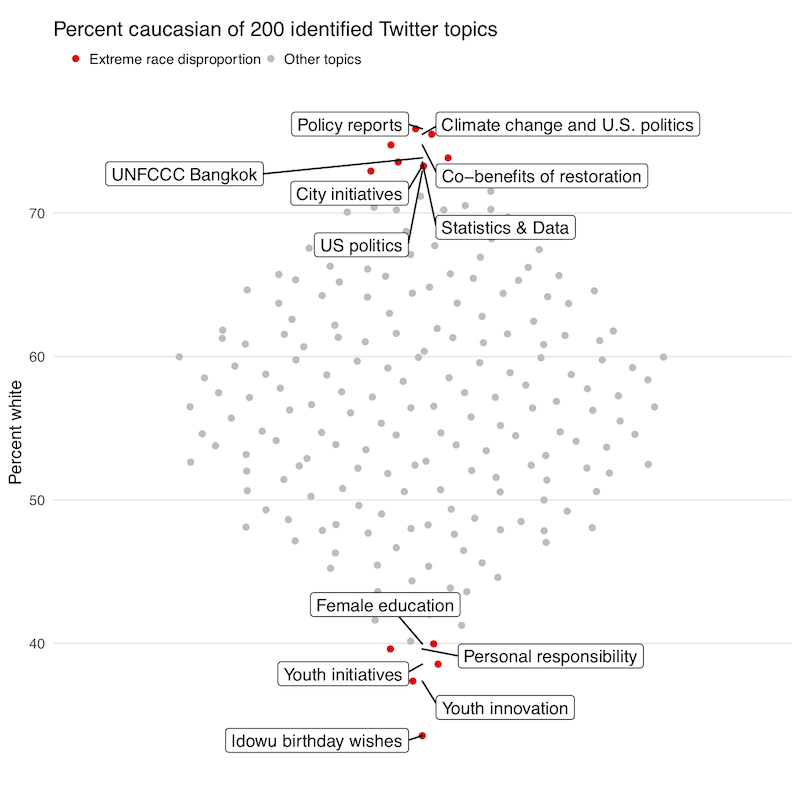 Percent caucasian of 200 identified Twitter topics
Extreme race disproportion Other topics
Policy reports
Climate change and U.S. politics
UNFCCC Bangkok
Co−benefits of restoration
City initiatives
70
Statistics & Data
US politics
60
Percent white
50
Female education
40
Personal responsibility
Youth initiatives
Youth innovation
Idowu birthday wishes